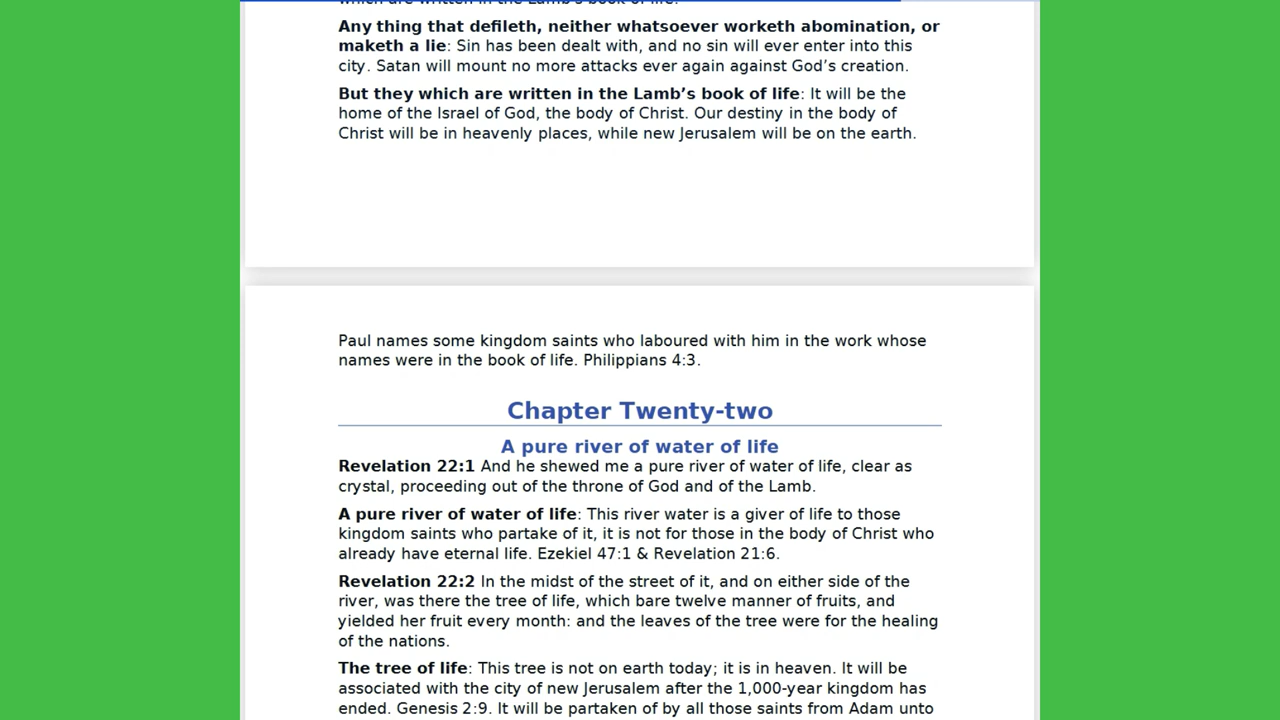 which are written in the Lamb's book of life.
Any thing that defileth, neither whatsoever worketh abomination, or
maketh a lie: Sin has been dealt with, and no sin will ever enter into this
city. Satan will mount no more attacks ever again against God’s creation.
But they which are written in the Lamb’s book of life: It will be the
home of the Israel of God, the body of Christ. Our destiny in the body of
Christ will be in heavenly places, while new Jerusalem will be on the earth.
Paul names some kingdom saints who laboured with him in the work whose
names were in the book of life. Philippians 4:3.
Chapter Twenty-two
A pure river of water of life
Revelation 22:1 And he shewed me a pure river of water of life, clear as
crystal, proceeding out of the throne of God and of the Lamb.
A pure river of water of life: This river water is a giver of life to those
kingdom saints who partake of it, it is not for those in the body of Christ who
already have eternal life. Ezekiel 47:1 & Revelation 21:6.
Revelation 22:2 In the midst of the street of it, and on either side of the
river, was there the tree of life, which bare twelve manner of fruits, and
yielded her fruit every month: and the leaves of the tree were for the healing
of the nations.
The tree of life: This tree is not on earth today; it is in heaven. It will be
associated with the city of new Jerusalem after the 1,000-year kingdom has
ended. Genesis 2:9. It will be partaken of by all those saints from Adam unto